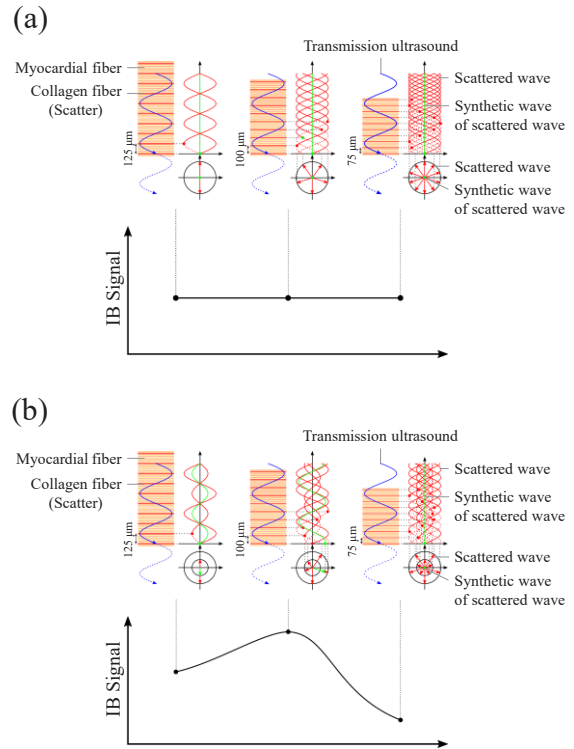 (a)
Transmission ultrasound
Myocardial fiber
Collagen fiber
(Scatter)
Scattered wave
Synthetic wave
of scattered wave
125 μm
100 μm
75 μm
Scattered wave
Synthetic wave
of scattered wave
IB Signal
(b)
Transmission ultrasound
Myocardial fiber
Collagen fiber
(Scatter)
Scattered wave
Synthetic wave
of scattered wave
125 μm
100 μm
75 μm
Scattered wave
Synthetic wave
of scattered wave
IB Signal